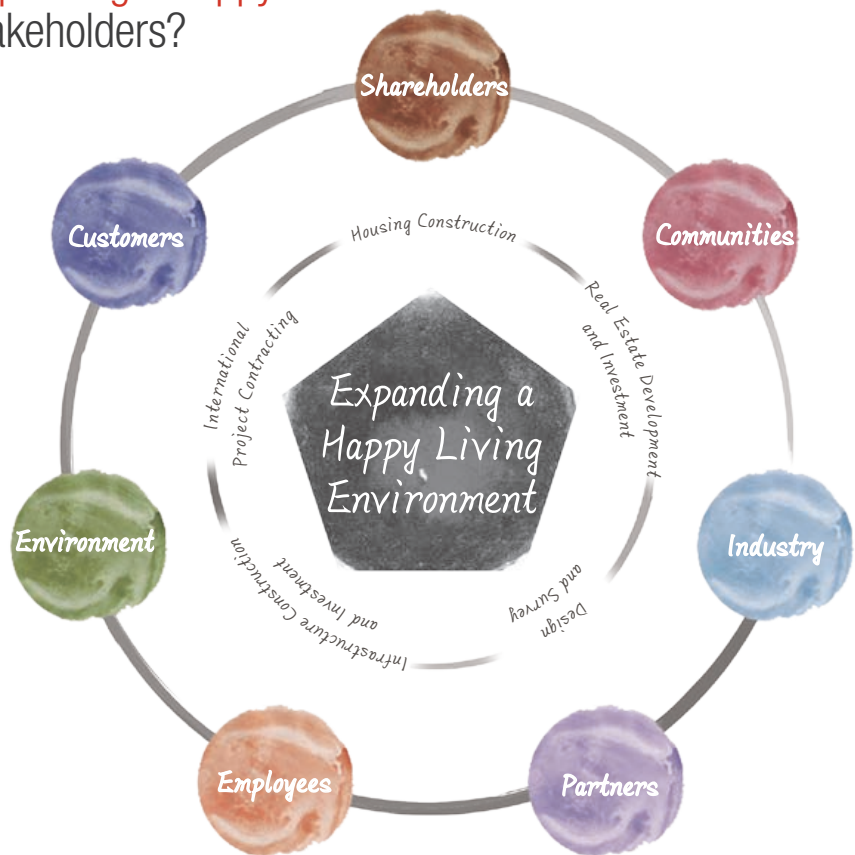 akeholders?
Shareholders
Customers
Communities
Housing Construction
International
Project Contracting
Real Estate Development
and Investment
Expanding a
Happy Living
Environment
Environment
Industry
Infrastructure Construction
and Investment
Design
and Survey
Employees
Partners